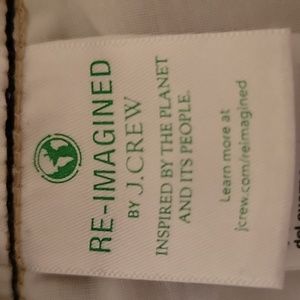 RE-IMAGINED
BY J.CREW
INSPIRED BY THE PLANET
AND ITS PEOPLE.
Learn more at
jcrew.com/reimagined